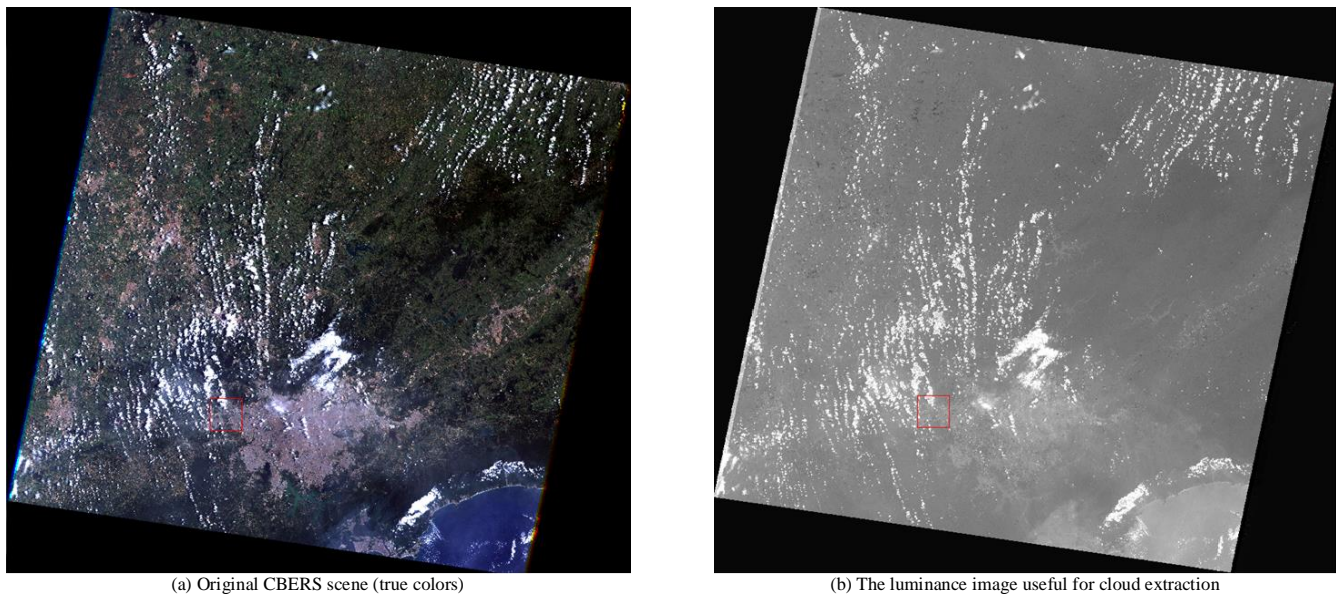 (a) Original CBERS scene (true colors)
(b) The luminance image useful for cloud extraction